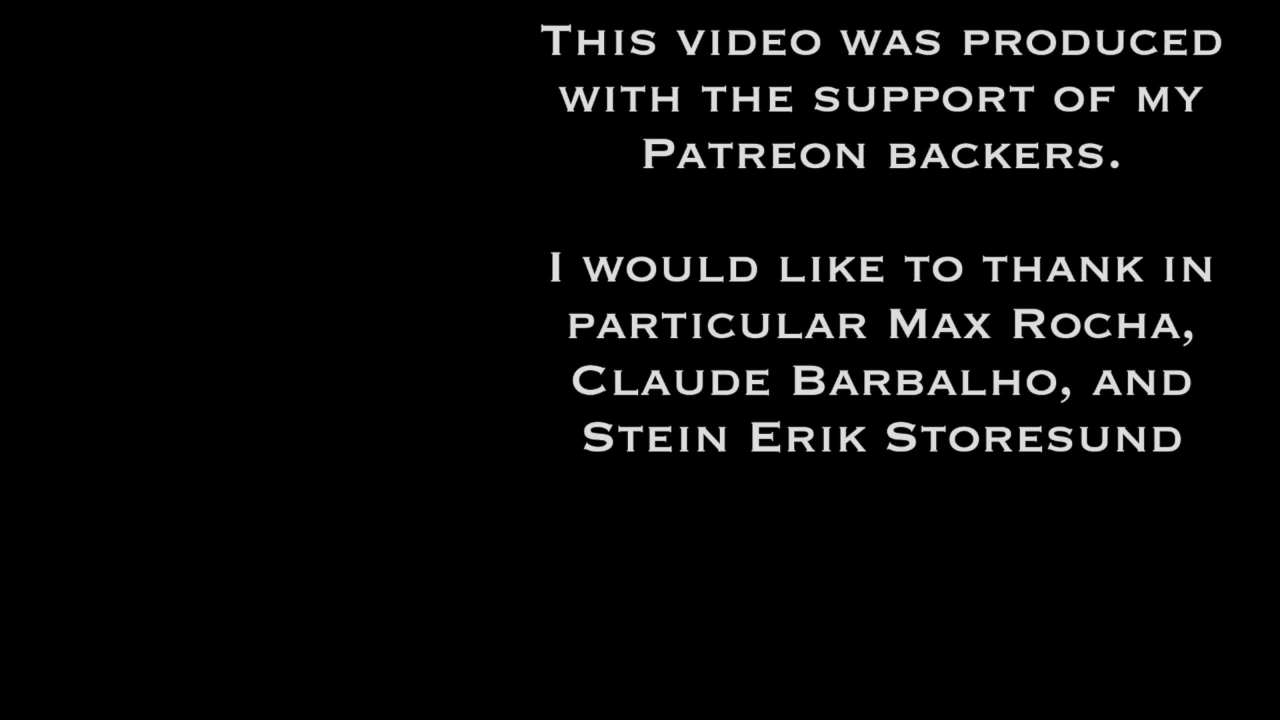 This video was produced
with the support of my
Patreon backers.
I would like to thank in
particular Max Rocha,
Claude Barbalho, and
Stein Erik Storesund